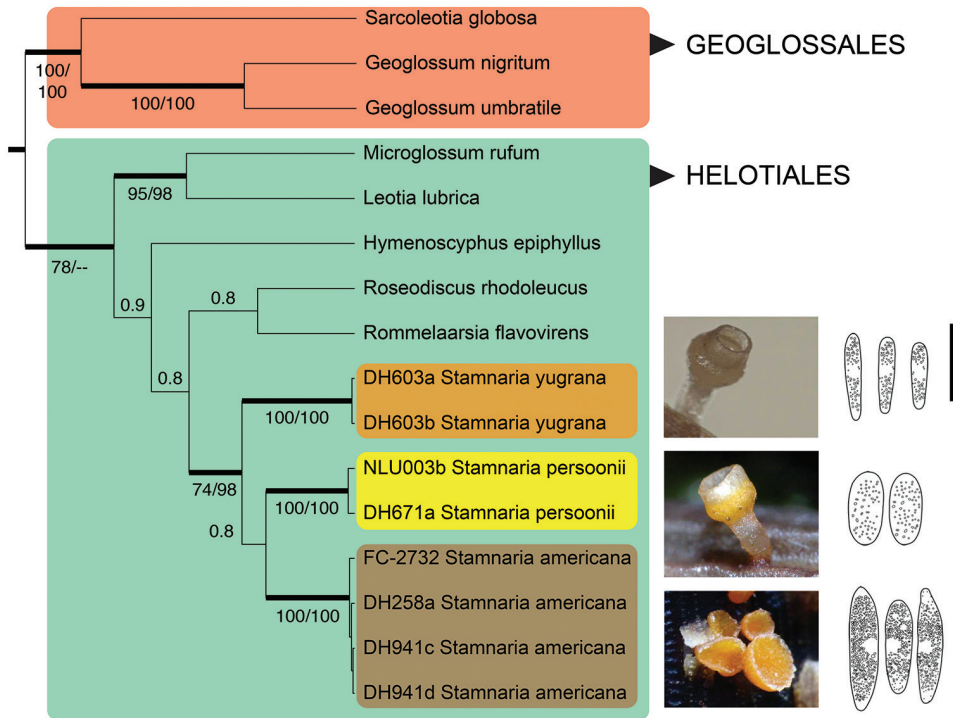 Sarcoleotia globosa
GEOGLOSSALES
Geoglossum nigritum
100/
100
100/100
Geoglossum umbratile
Microglossum rufum
HELOTIALES
95/98
Leotia lubrica
Hymenoscyphus epiphyllus
78/--
Roseodiscus rhodoleucus
0.9
0.8
Rommelaarsia flavovirens
0.8
DH603a Stamnaria yugrana
100/100
DH603b Stamnaria yugrana
NLU003b Stamnaria persoonii
74/98
100/100
DH671a Stamnaria persoonii
0.8
FC-2732 Stamnaria americana
DH258a Stamnaria americana
100/100
DH941c Stamnaria americana
DH941d Stamnaria americana